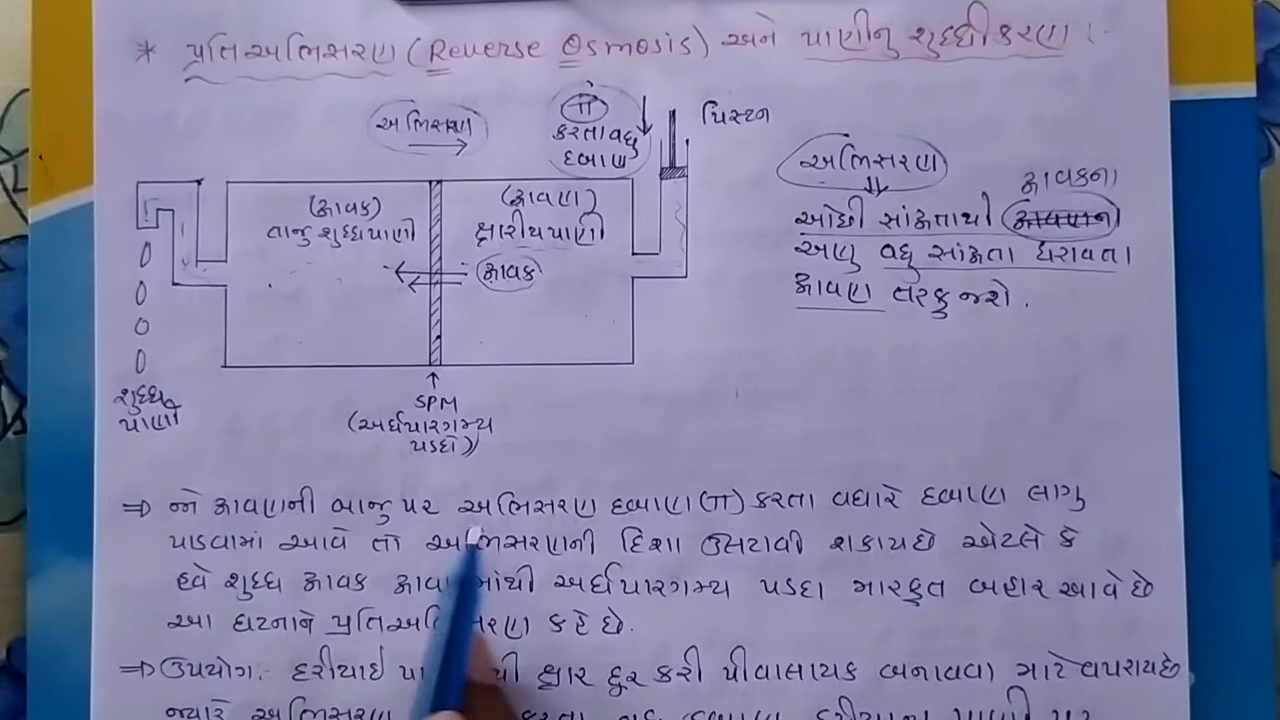 * પ્રતિઅભિસરણ (Reverse Osmosis) અને પાણીનુ શુદ્ધીકરણ :-
અભિસરણ
π
કરતા વધુ
દબાણ
પિસ્ટન
(દ્રાવક)
તાજુ શુદ્ધપાણી
(દ્રાવણ)
ક્ષારીયપાણી
દ્રાવક
શુદ્ધ
પાણી
SPM
(અર્ધપારગમ્ય
પડદો)
અભિસરણ
દ્રાવકના
ઓછી સાંદ્રતાથી
અણુ વધુ સાંદ્રતા ધરાવતા
દ્રાવણ તરફ જશે.
⇒ જો દ્રાવણની બાજુ પર અભિસરણ દબાણ (π) કરતા વધારે દબાણ લાગુ
પાડવામાં આવે તો અભિસરણની દિશા ઉલટાવી શકાય છે એટલે કે
હવે શુદ્ધ દ્રાવક અર્ધપારગમ્ય પડદા મારફત બહાર આવે છે
આ ઘટનાને કહે છે.
⇒ ઉપયોગ:- દરીયાઇ ક્ષાર દુર કરી પીવાલાયક બનાવવા માટે વપરાય છે
જ્યારે અભિસરણ